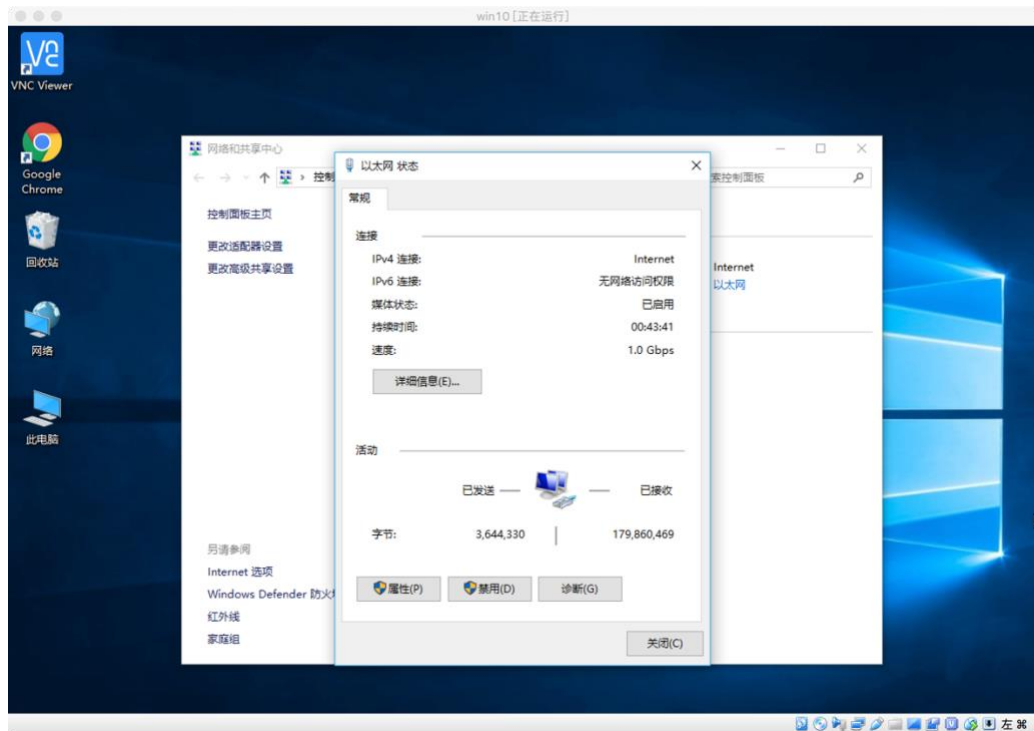 win10 [正在运行]
VNC Viewer
Google
Chrome
回收站
网络
此电脑
网络和共享中心
控制
索控制面板
控制面板主页
更改适配器设置
更改高级共享设置
Internet
以太网
另请参阅
Internet 选项
Windows Defender 防火
红外线
家庭组
以太网 状态
常规
连接
IPv4 连接: Internet
IPv6 连接: 无网络访问权限
媒体状态: 已启用
持续时间: 00:43:41
速度: 1.0 Gbps
详细信息(E)...
活动
已发送 — — 已接收
字节: 3,644,330 179,860,469
属性(P) 禁用(D) 诊断(G)
关闭(C)
左 ⌘